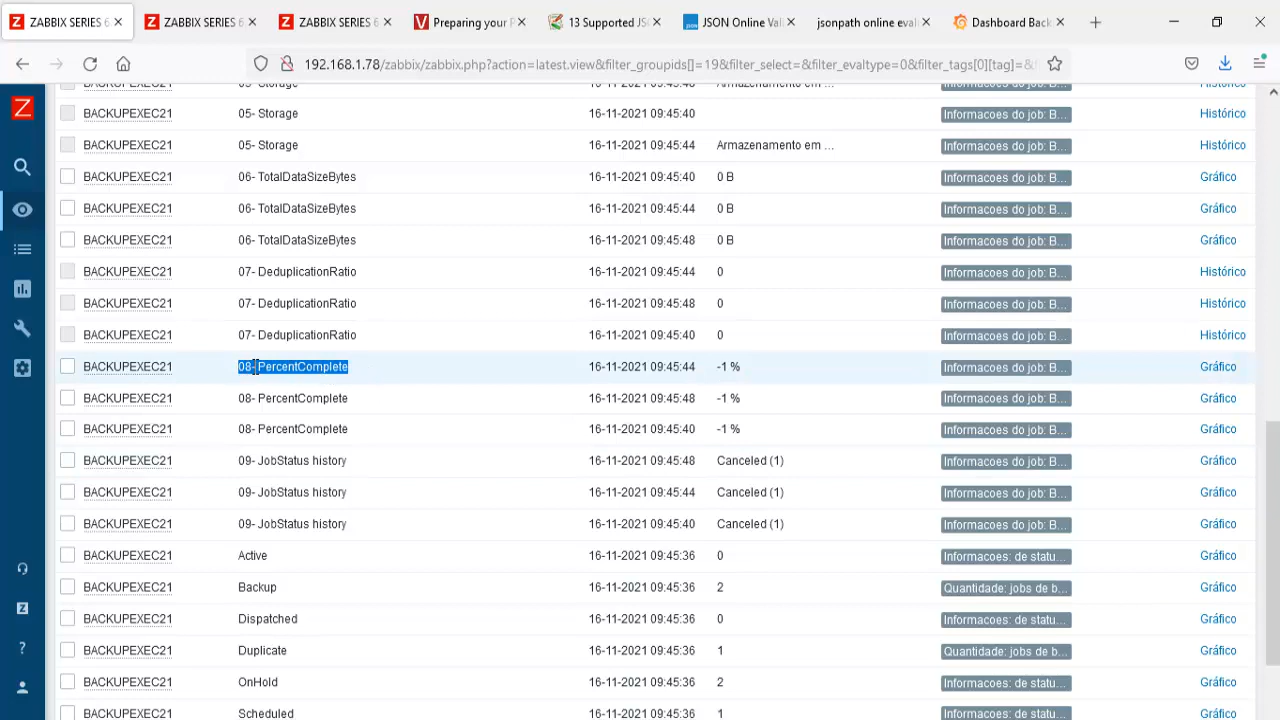 ZABBIX SERIES 6
ZABBIX SERIES 6
ZABBIX SERIES 6
Preparing your P
13 Supported JS
JSON Online Vali
jsonpath online eval
Dashboard Back
192.168.1.78/zabbix/zabbix.php?action=latest.view&filter_groupids[]=19&filter_select=&filter_evaltype=0&filter_tags[0][tag]=&
Histórico
BACKUPEXEC21 05- Storage 16-11-2021 09:45:40 Informacoes do job: B... Histórico
BACKUPEXEC21 05- Storage 16-11-2021 09:45:44 Armazenamento em ... Informacoes do job: B... Histórico
BACKUPEXEC21 06- TotalDataSizeBytes 16-11-2021 09:45:40 0 B Informacoes do job: B... Gráfico
BACKUPEXEC21 06- TotalDataSizeBytes 16-11-2021 09:45:44 0 B Informacoes do job: B... Gráfico
BACKUPEXEC21 06- TotalDataSizeBytes 16-11-2021 09:45:48 0 B Informacoes do job: B... Gráfico
BACKUPEXEC21 07- DeduplicationRatio 16-11-2021 09:45:44 0 Informacoes do job: B... Histórico
BACKUPEXEC21 07- DeduplicationRatio 16-11-2021 09:45:48 0 Informacoes do job: B... Histórico
BACKUPEXEC21 07- DeduplicationRatio 16-11-2021 09:45:40 0 Informacoes do job: B... Histórico
BACKUPEXEC21 08- PercentComplete 16-11-2021 09:45:44 -1 % Informacoes do job: B... Gráfico
BACKUPEXEC21 08- PercentComplete 16-11-2021 09:45:48 -1 % Informacoes do job: B... Gráfico
BACKUPEXEC21 08- PercentComplete 16-11-2021 09:45:40 -1 % Informacoes do job: B... Gráfico
BACKUPEXEC21 09- JobStatus history 16-11-2021 09:45:48 Canceled (1) Informacoes do job: B... Gráfico
BACKUPEXEC21 09- JobStatus history 16-11-2021 09:45:44 Canceled (1) Informacoes do job: B... Gráfico
BACKUPEXEC21 09- JobStatus history 16-11-2021 09:45:40 Canceled (1) Informacoes do job: B... Gráfico
BACKUPEXEC21 Active 16-11-2021 09:45:36 0 Informacoes: de statu... Gráfico
BACKUPEXEC21 Backup 16-11-2021 09:45:36 2 Quantidade: jobs de b... Gráfico
BACKUPEXEC21 Dispatched 16-11-2021 09:45:36 0 Informacoes: de statu... Gráfico
BACKUPEXEC21 Duplicate 16-11-2021 09:45:36 1 Quantidade: jobs de b... Gráfico
BACKUPEXEC21 OnHold 16-11-2021 09:45:36 2 Informacoes: de statu... Gráfico
BACKUPEXEC21 Scheduled 16-11-2021 09:45:36 1 Informacoes: de statu... Gráfico